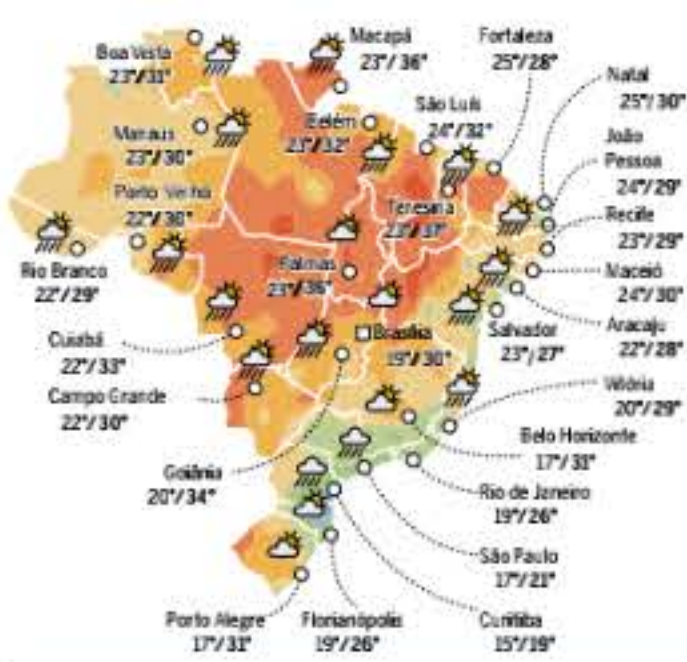 Boa Vista
23°/31°
Macapá
23°/36°
Fortaleza
25°/28°
Natal
25°/30°
Manaus
23°/30°
Belém
23°/32°
São Luís
24°/32°
João
Pessoa
24°/29°
Porto Velho
22°/30°
Teresina
23°/37°
Recife
23°/29°
Rio Branco
22°/29°
Palmas
23°/36°
Maceió
24°/30°
Cuiabá
22°/33°
Brasília
19°/30°
Salvador
23°/27°
Aracaju
22°/28°
Campo Grande
22°/30°
Vitória
20°/29°
Belo Horizonte
17°/31°
Goiânia
20°/34°
Rio de Janeiro
19°/26°
São Paulo
17°/21°
Porto Alegre
17°/31°
Florianópolis
19°/26°
Curitiba
15°/19°